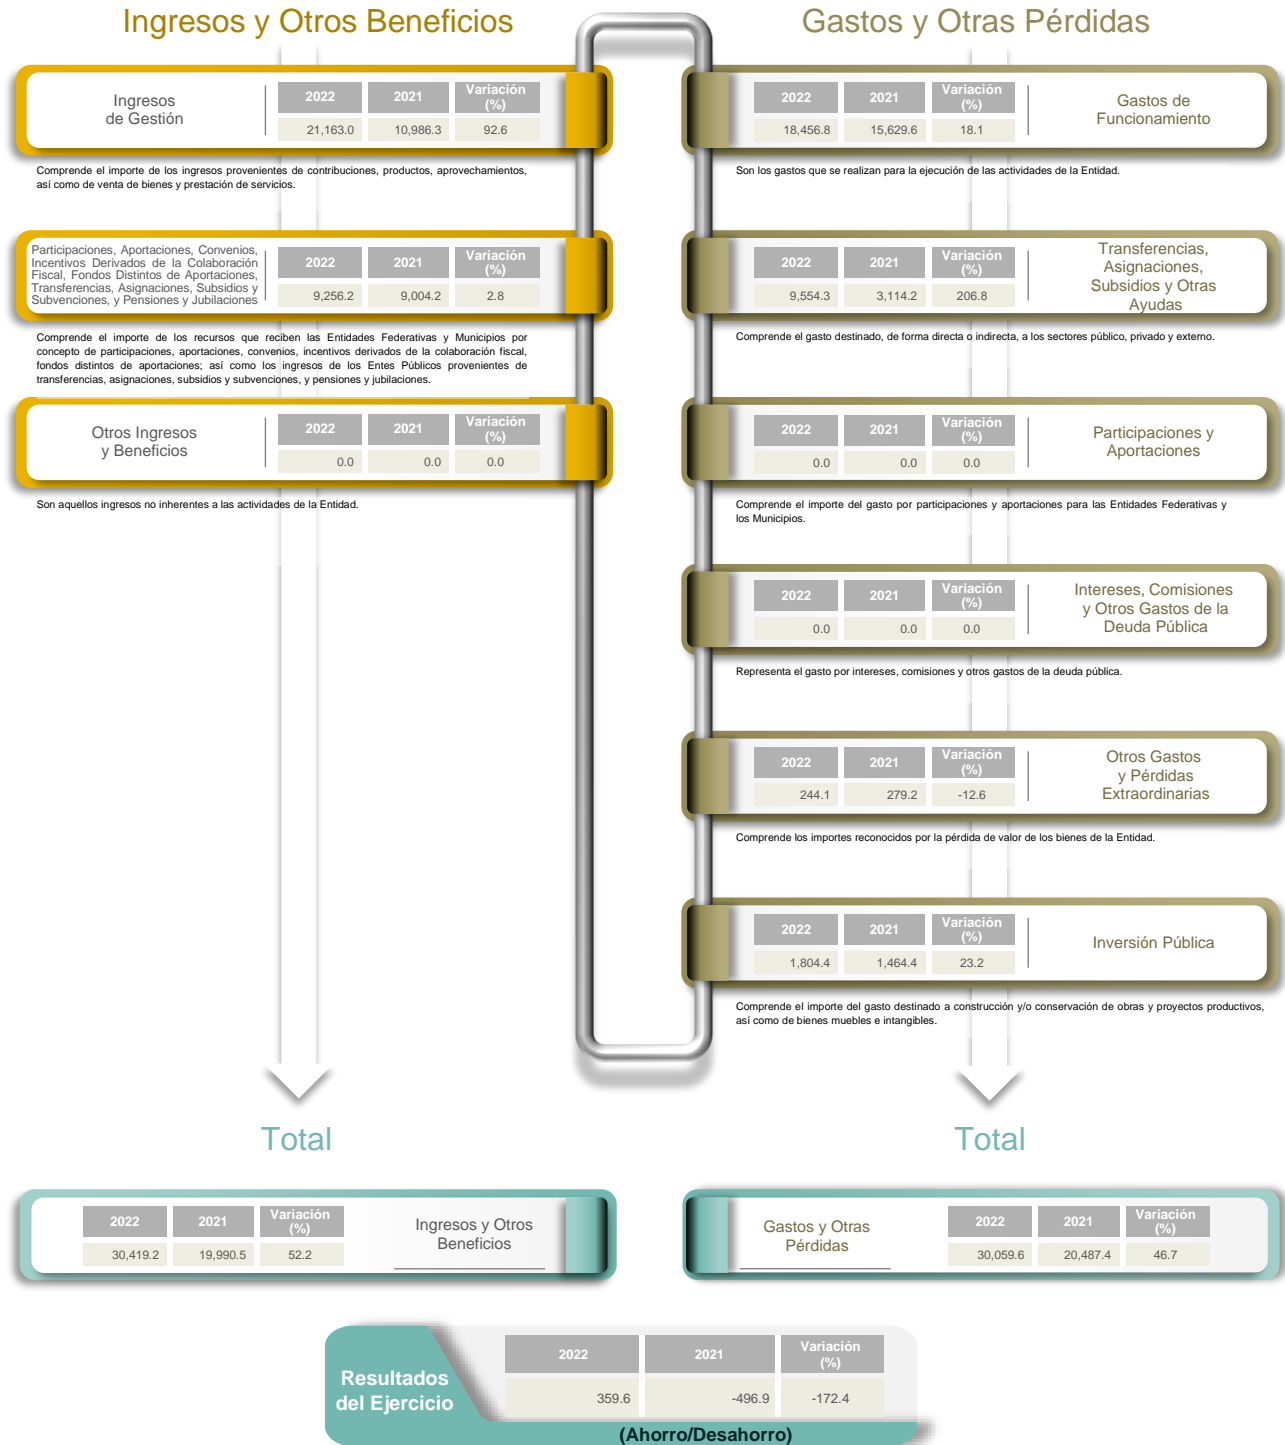 Ingresos y Otros Beneficios
Ingresos
de Gestión
2022 2021 Variación
(%)
21,163.0 10,986.3 92.6
Comprende el importe de los ingresos provenientes de contribuciones, productos, aprovechamientos,
así como de venta de bienes y prestación de servicios.
Participaciones, Aportaciones, Convenios,
Incentivos Derivados de la Colaboración
Fiscal, Fondos Distintos de Aportaciones,
Transferencias, Asignaciones, Subsidios y
Subvenciones, y Pensiones y Jubilaciones
2022 2021 Variación
(%)
9,256.2 9,004.2 2.8
Comprende el importe de los recursos que reciben las Entidades Federativas y Municipios por
concepto de participaciones, aportaciones, convenios, incentivos derivados de la colaboración fiscal,
fondos distintos de aportaciones; así como los ingresos de los Entes Públicos provenientes de
transferencias, asignaciones, subsidios y subvenciones, y pensiones y jubilaciones.
Otros Ingresos
y Beneficios
2022 2021 Variación
(%)
0.0 0.0 0.0
Son aquellos ingresos no inherentes a las actividades de la Entidad.
Gastos y Otras Pérdidas
2022 2021 Variación
(%)
18,456.8 15,629.6 18.1
Gastos de
Funcionamiento
Son los gastos que se realizan para la ejecución de las actividades de la Entidad.
2022 2021 Variación
(%)
9,554.3 3,114.2 206.8
Transferencias,
Asignaciones,
Subsidios y Otras
Ayudas
Comprende el gasto destinado, de forma directa o indirecta, a los sectores público, privado y externo.
2022 2021 Variación
(%)
0.0 0.0 0.0
Participaciones y
Aportaciones
Comprende el importe del gasto por participaciones y aportaciones para las Entidades Federativas y
los Municipios.
2022 2021 Variación
(%)
0.0 0.0 0.0
Intereses, Comisiones
y Otros Gastos de la
Deuda Pública
Representa el gasto por intereses, comisiones y otros gastos de la deuda pública.
2022 2021 Variación
(%)
244.1 279.2 -12.6
Otros Gastos
y Pérdidas
Extraordinarias
Comprende los importes reconocidos por la pérdida de valor de los bienes de la Entidad.
2022 2021 Variación
(%)
1,804.4 1,464.4 23.2
Inversión Pública
Comprende el importe del gasto destinado a construcción y/o conservación de obras y proyectos productivos,
así como de bienes muebles e intangibles.
Total
2022 2021 Variación
(%)
30,419.2 19,990.5 52.2
Ingresos y Otros
Beneficios
Total
Gastos y Otras
Pérdidas
2022 2021 Variación
(%)
30,059.6 20,487.4 46.7
Resultados
del Ejercicio
2022 2021 Variación
(%)
359.6 -496.9 -172.4
(Ahorro/Desahorro)